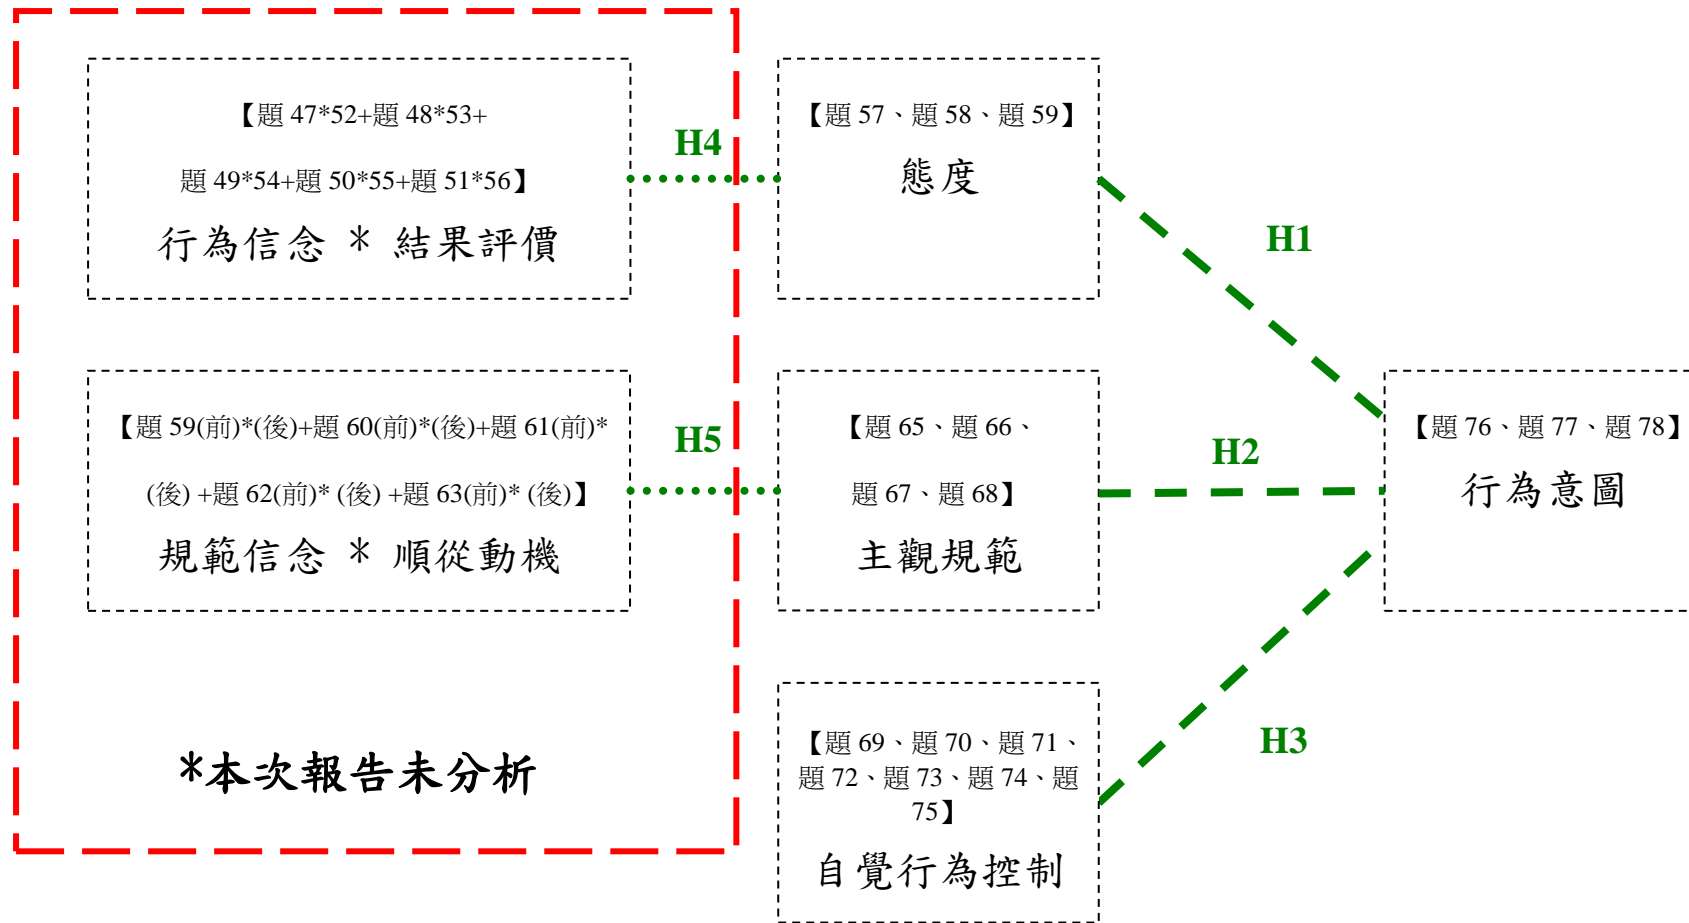 【題 47*52+題 48*53+
題 49*54+題 50*55+題 51*56】
行為信念 * 結果評價
H4
【題 57、題 58、題 59】
態度
H1
【題 59(前)*(後)+題 60(前)*(後)+題 61(前)*
(後) +題 62(前)* (後) +題 63(前)* (後)】
規範信念 * 順從動機
H5
【題 65、題 66、
題 67、題 68】
主觀規範
H2
【題 76、題 77、題 78】
行為意圖
*本次報告未分析
【題 69、題 70、題 71、
題 72、題 73、題 74、題
75】
自覺行為控制
H3